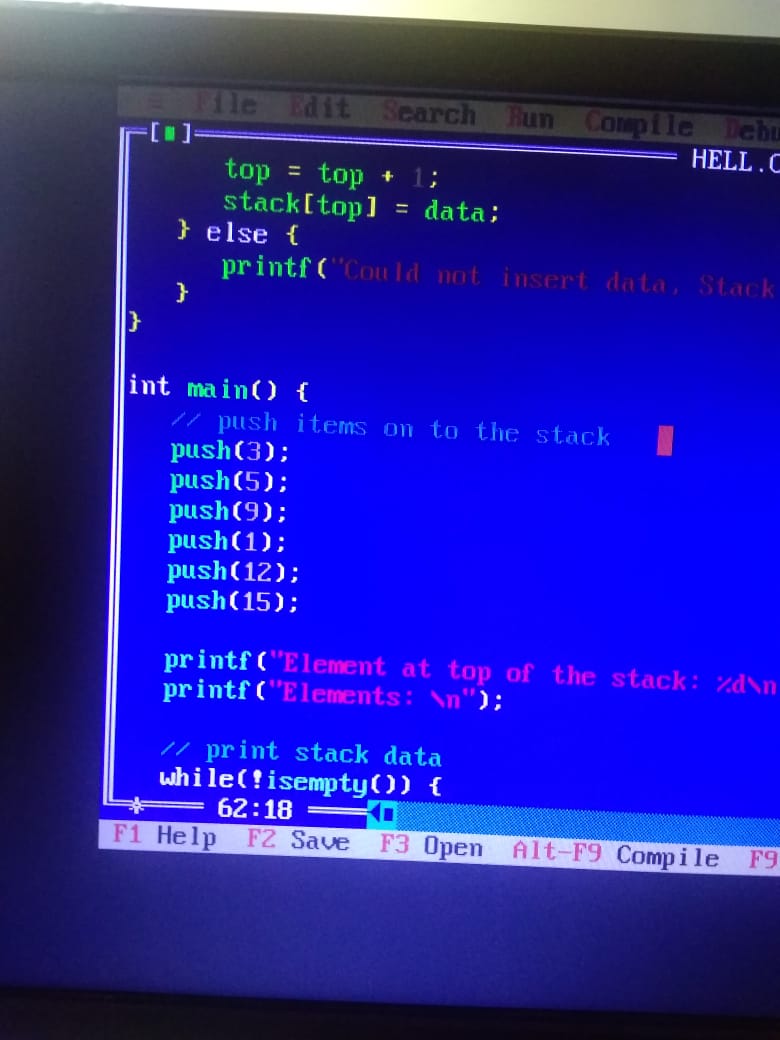 ≡ File Edit Search Run Compile Debu
[■] HELL.C
top = top + 1;
stack[top] = data;
} else {
printf("Could not insert data, Stack
}
}
int main() {
// push items on to the stack
push(3);
push(5);
push(9);
push(1);
push(12);
push(15);
printf("Element at top of the stack: %d\n
printf("Elements: \n");
// print stack data
while(!isempty()) {
62:18
F1 Help F2 Save F3 Open Alt-F9 Compile F9